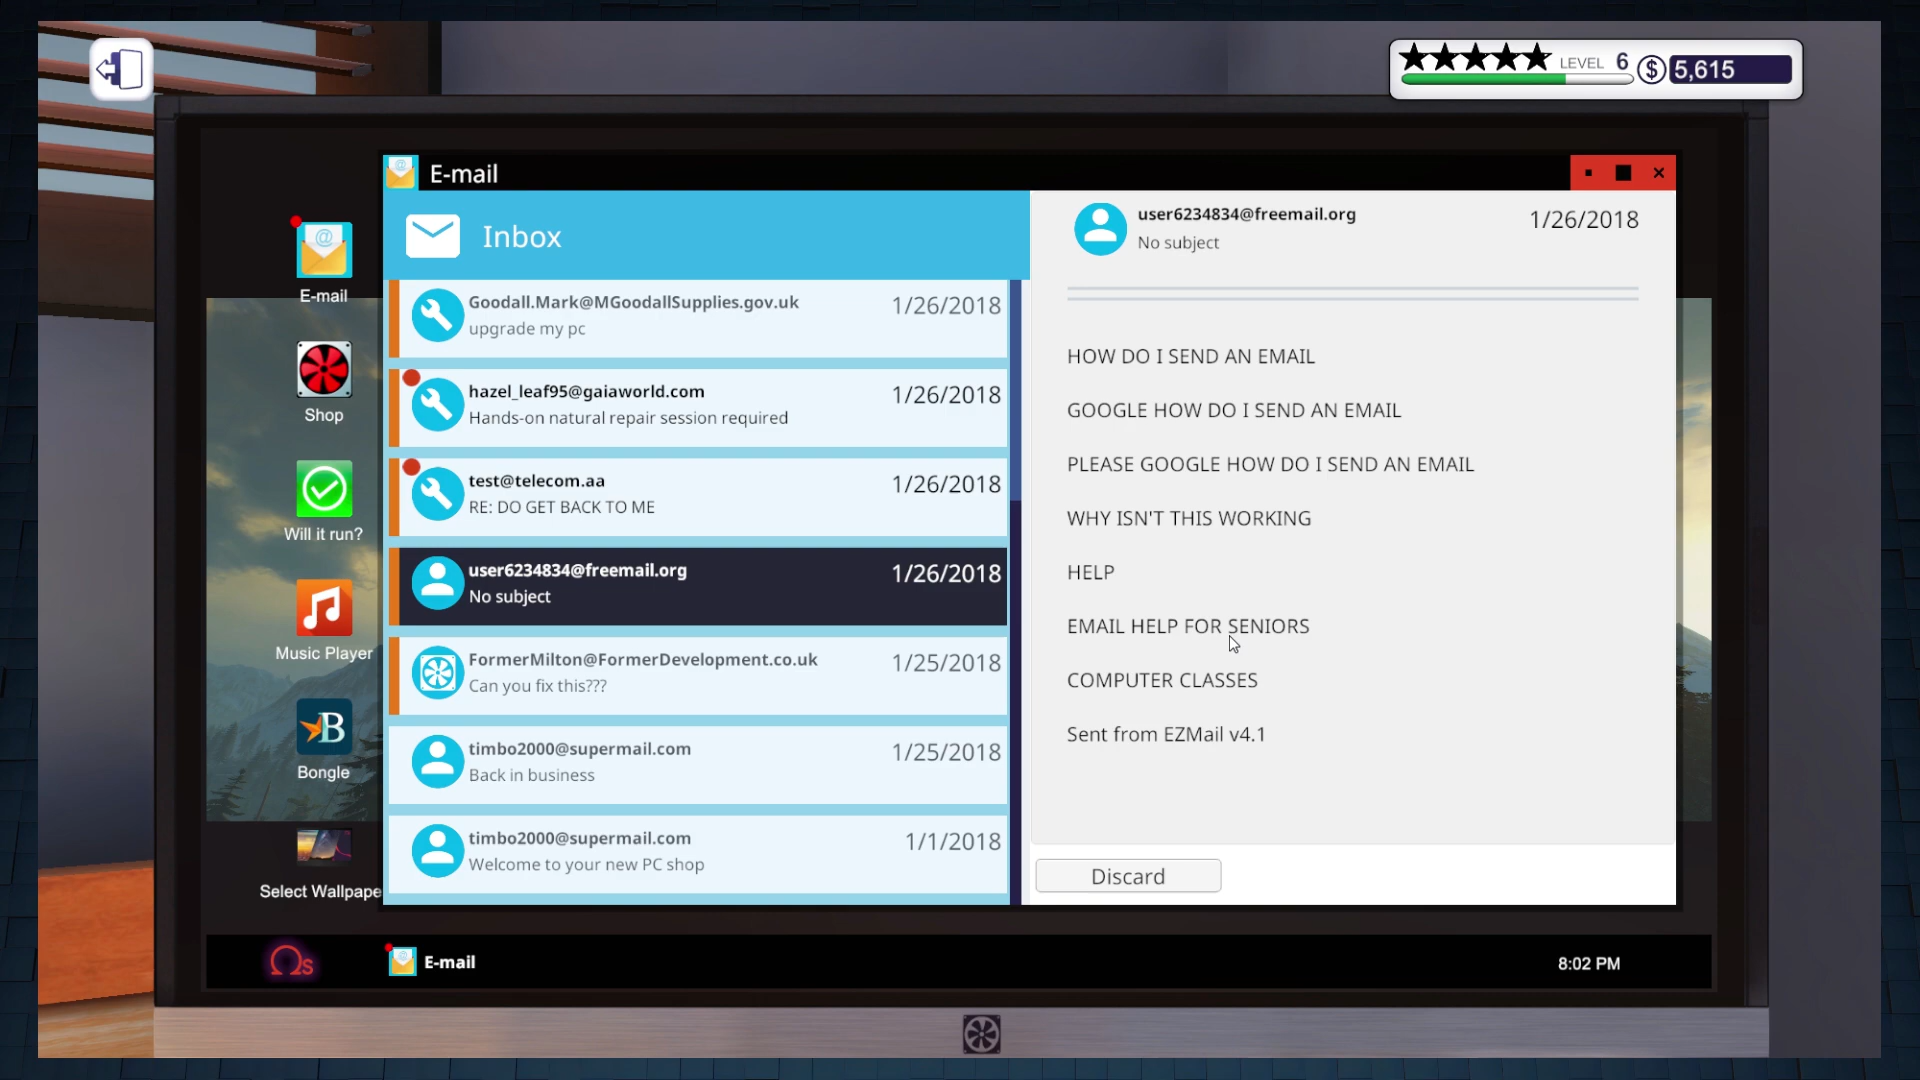 LEVEL 6 $ 5,615
E-mail
Inbox
Goodall.Mark@MGoodallSupplies.gov.uk 1/26/2018
upgrade my pc
hazel_leaf95@gaiaworld.com 1/26/2018
Hands-on natural repair session required
test@telecom.aa 1/26/2018
RE: DO GET BACK TO ME
user6234834@freemail.org 1/26/2018
No subject
FormerMilton@FormerDevelopment.co.uk 1/25/2018
Can you fix this???
timbo2000@supermail.com 1/25/2018
Back in business
timbo2000@supermail.com 1/1/2018
Welcome to your new PC shop
user6234834@freemail.org 1/26/2018
No subject
HOW DO I SEND AN EMAIL
GOOGLE HOW DO I SEND AN EMAIL
PLEASE GOOGLE HOW DO I SEND AN EMAIL
WHY ISN'T THIS WORKING
HELP
EMAIL HELP FOR SENIORS
COMPUTER CLASSES
Sent from EZMail v4.1
Discard
E-mail
Shop
Will it run?
Music Player
B
Bongle
Select Wallpape
Ωs
E-mail
8:02 PM